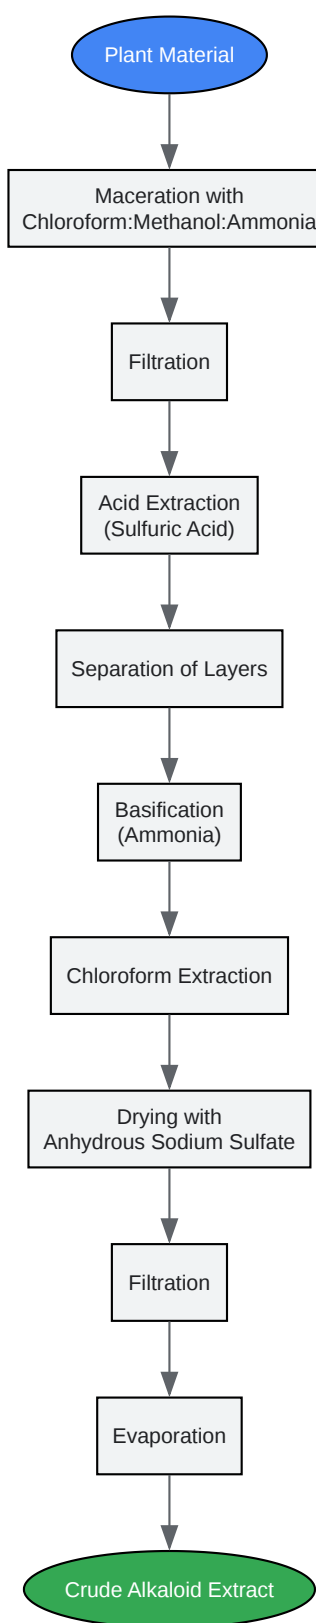 Plant Material
Maceration with
Chloroform:Methanol:Ammonia
Filtration
Acid Extraction
(Sulfuric Acid)
Separation of Layers
Basification
(Ammonia)
Chloroform Extraction
Drying with
Anhydrous Sodium Sulfate
Filtration
Evaporation
Crude Alkaloid Extract